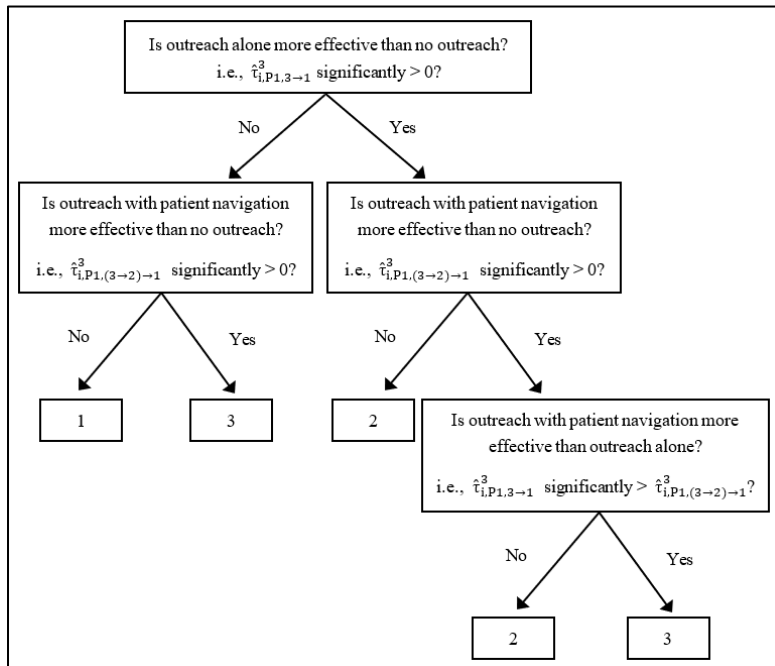 Is outreach alone more effective than no outreach?
i.e., τ̂³ᵢ,P1,3→1 significantly > 0?
No
Yes
Is outreach with patient navigation
more effective than no outreach?
i.e., τ̂³ᵢ,P1,(3→2)→1 significantly > 0?
Is outreach with patient navigation
more effective than no outreach?
i.e., τ̂³ᵢ,P1,(3→2)→1 significantly > 0?
No
Yes
No
Yes
1
3
2
Is outreach with patient navigation more
effective than outreach alone?
i.e., τ̂³ᵢ,P1,3→1 significantly > τ̂³ᵢ,P1,(3→2)→1?
No
Yes
2
3